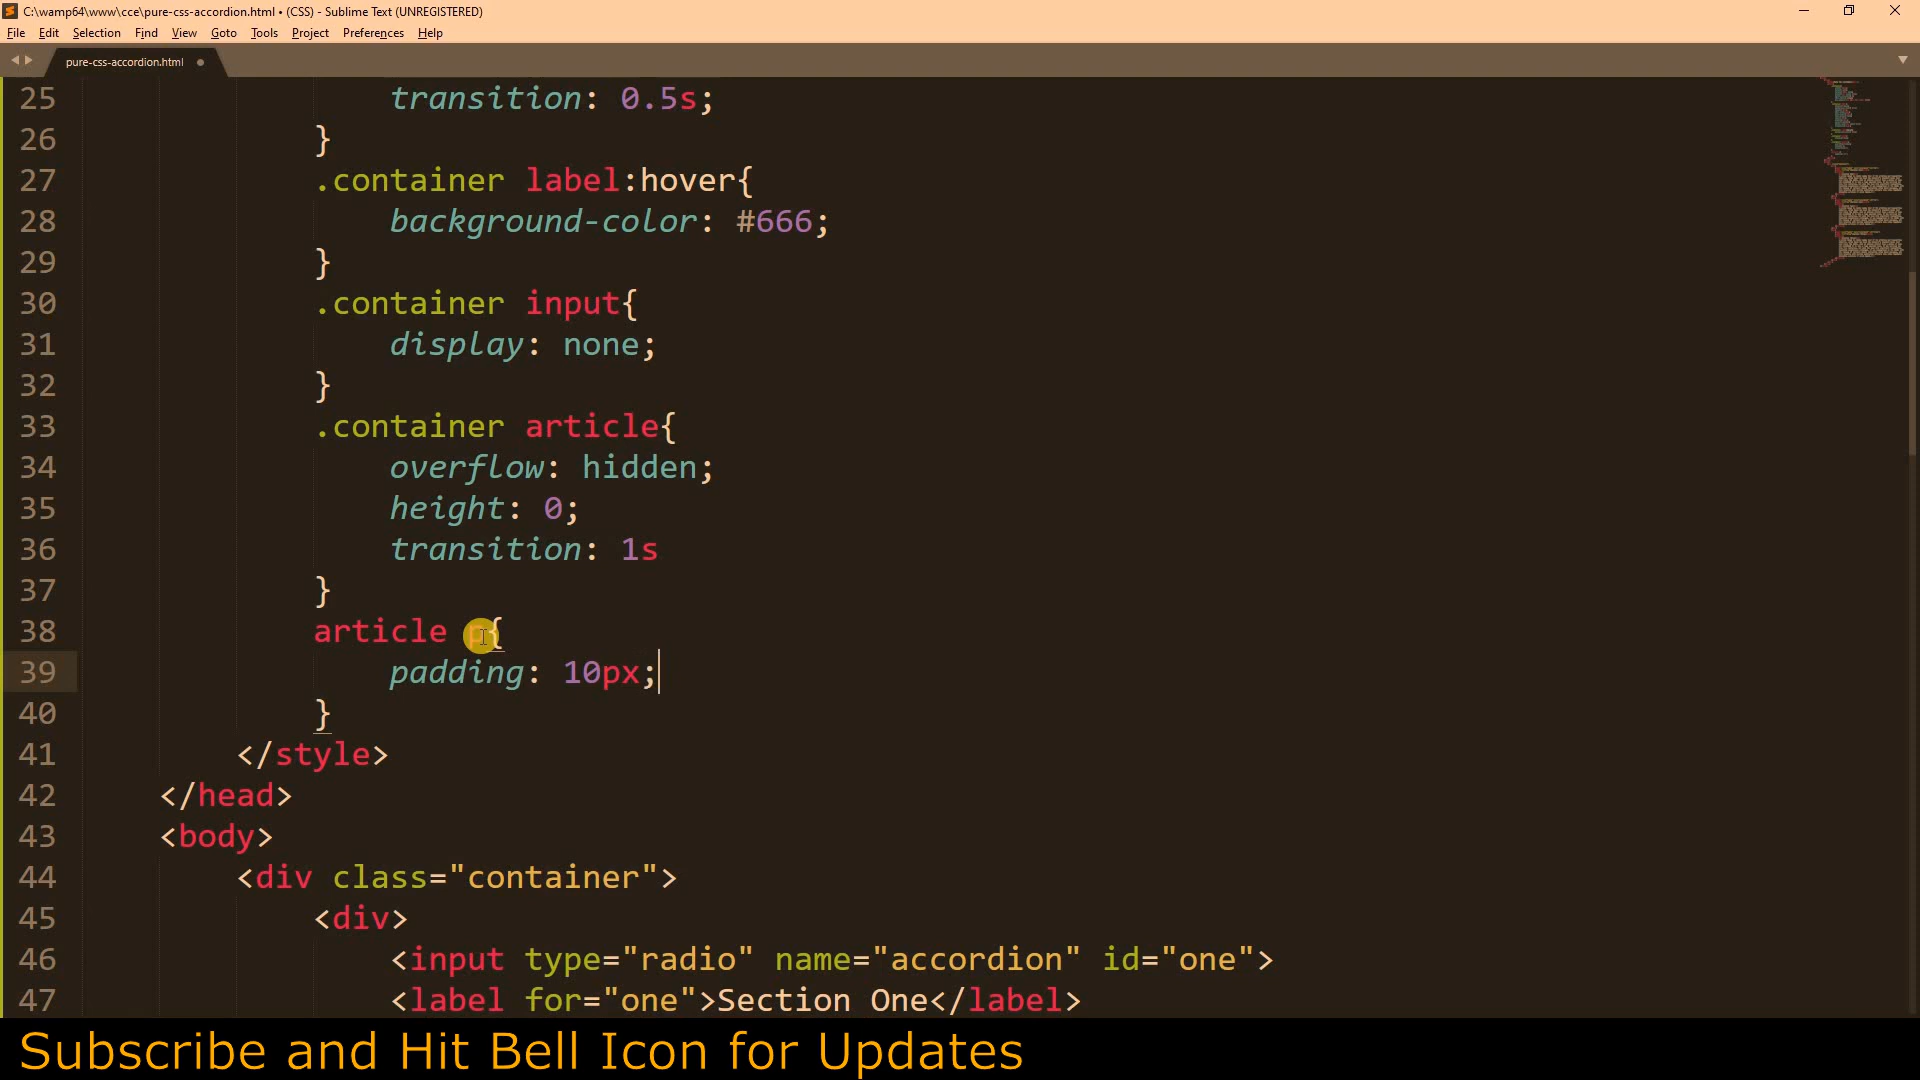 C:\wamp64\www\cce\pure-css-accordion.html • (CSS) - Sublime Text (UNREGISTERED)
File Edit Selection Find View Goto Tools Project Preferences Help
pure-css-accordion.html
25 transition: 0.5s;
26 }
27 .container label:hover{
28 background-color: #666;
29 }
30 .container input{
31 display: none;
32 }
33 .container article{
34 overflow: hidden;
35 height: 0;
36 transition: 1s
37 }
38 article p{
39 padding: 10px;
40 }
41 </style>
42 </head>
43 <body>
44 <div class="container">
45 <div>
46 <input type="radio" name="accordion" id="one">
47 <label for="one">Section One</label>
Subscribe and Hit Bell Icon for Updates